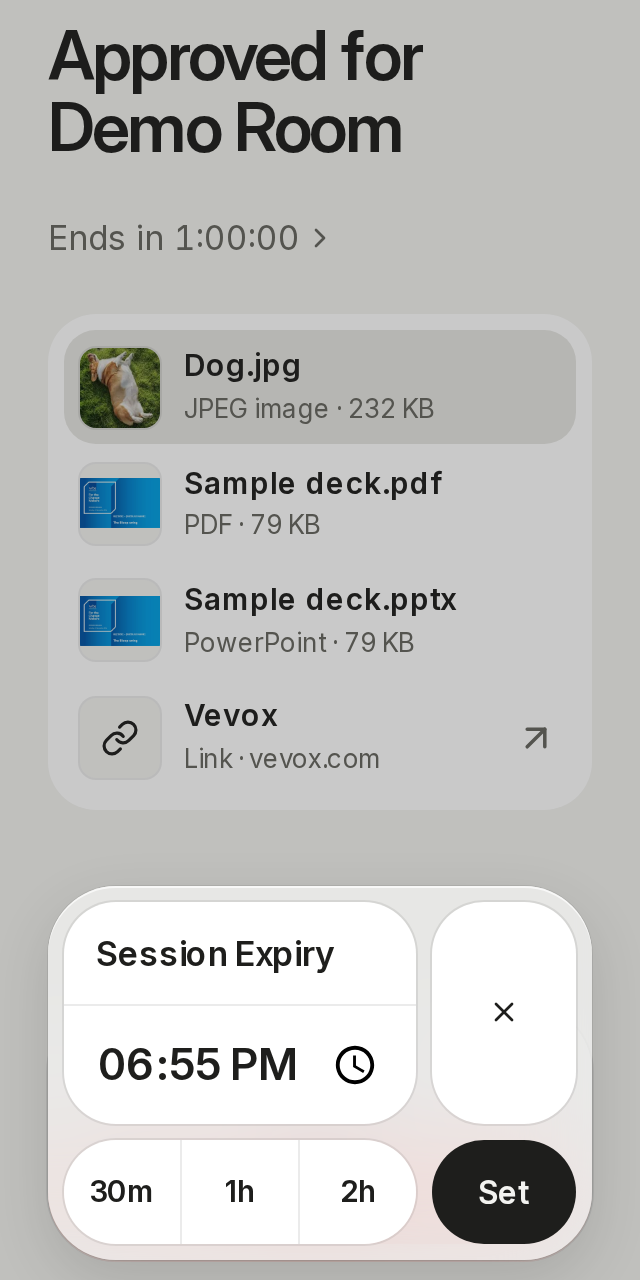 Approved for
Demo Room
Ends in 1:00:00
Dog.jpg
JPEG image · 232 KB
Sample deck.pdf
PDF · 79 KB
Sample deck.pptx
PowerPoint · 79 KB
Vevox
Link · vevox.com
Session Expiry
06:55 PM
30m 1h 2h
Set